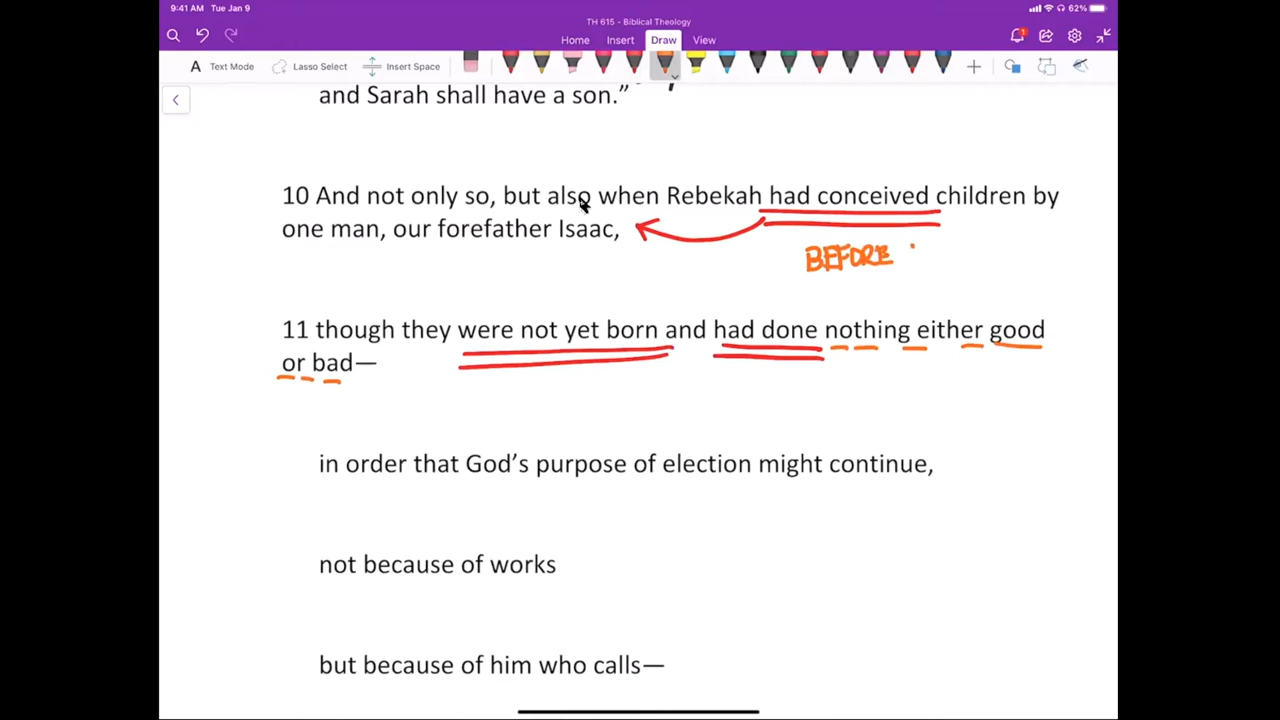 9:41 AM Tue Jan 9
62%
TH 615 - Biblical Theology
Home Insert Draw View
1
A Text Mode Lasso Select Insert Space
and Sarah shall have a son.”
10 And not only so, but also when Rebekah had conceived children by
one man, our forefather Isaac,
BEFORE
11 though they were not yet born and had done nothing either good
or bad—
in order that God’s purpose of election might continue,
not because of works
but because of him who calls—